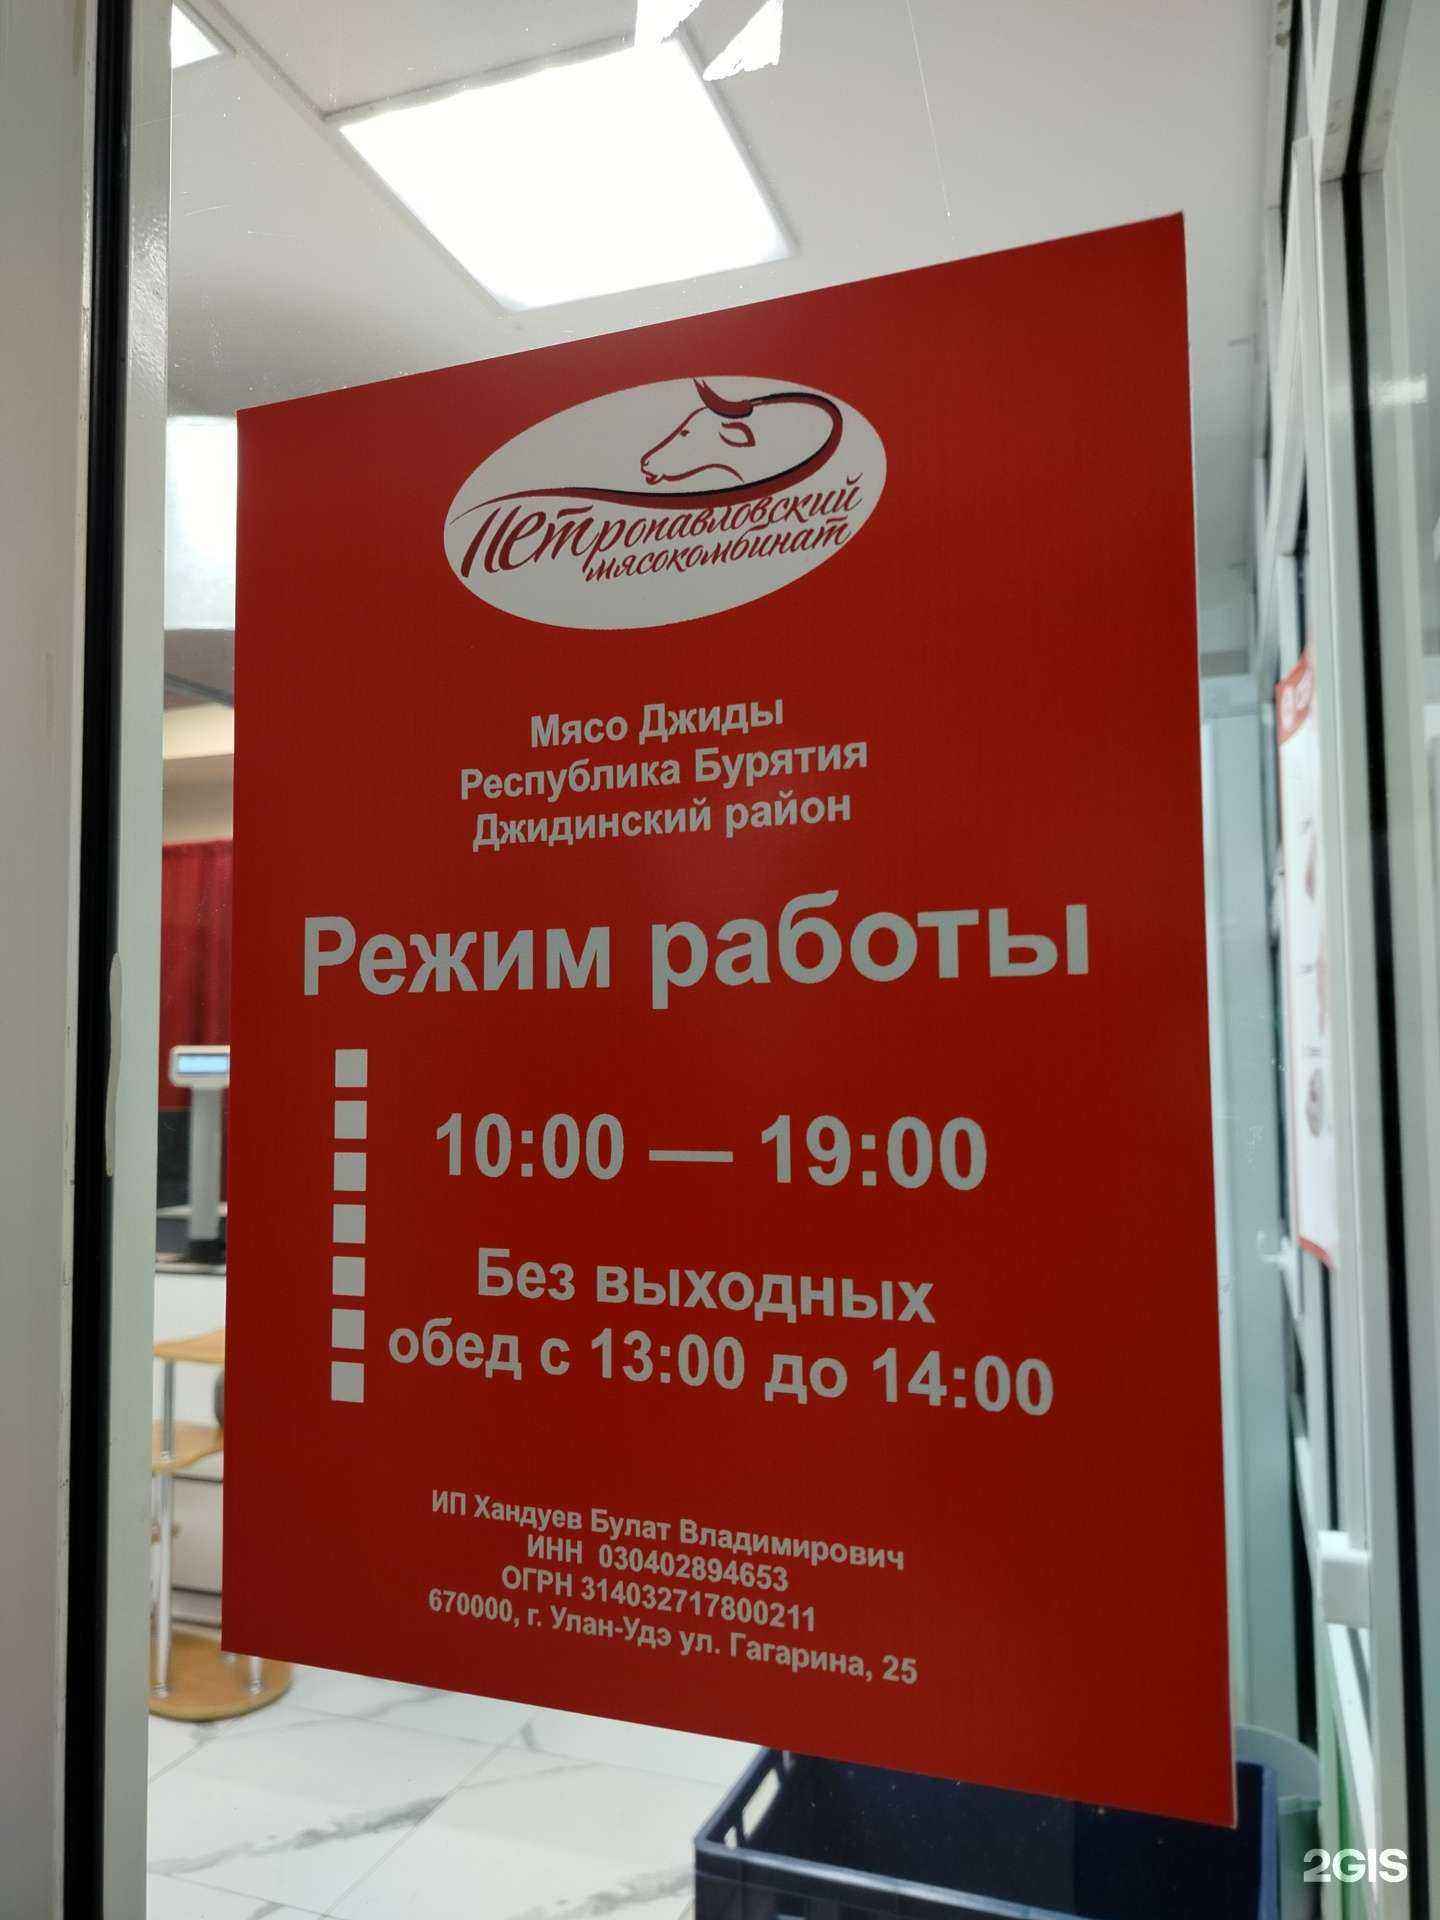 Петропавловский
мясокомбинат
Мясо Джиды
Республика Бурятия
Джидинский район
Режим работы
10:00 — 19:00
Без выходных
обед с 13:00 до 14:00
ИП Хандуев Булат Владимирович
ИНН 030402894653
ОГРН 314032717800211
670000, г. Улан-Удэ ул. Гагарина, 25
2GIS